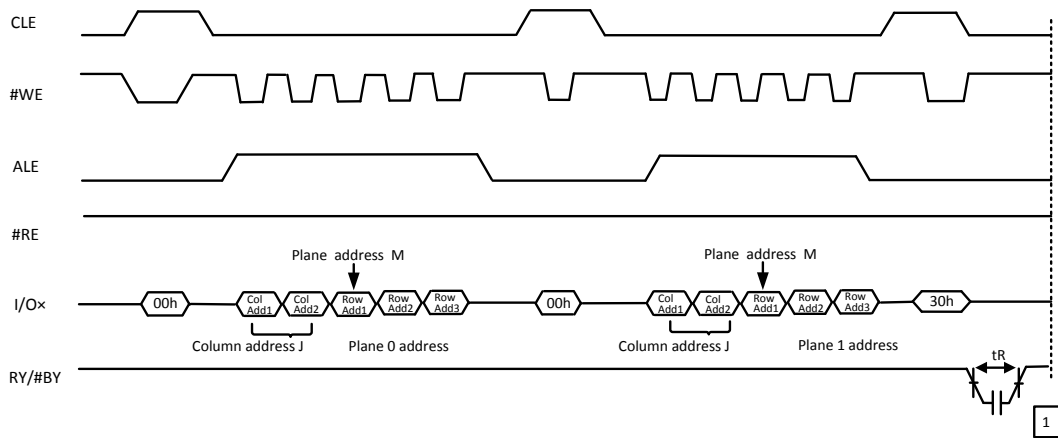 CLE
#WE
ALE
#RE
Plane address M
Plane address M
I/O×
00h
Col Add1
Col Add2
Row Add1
Row Add2
Row Add3
00h
Col Add1
Col Add2
Row Add1
Row Add2
Row Add3
30h
Column address J
Plane 0 address
Column address J
Plane 1 address
tR
RY/#BY
1